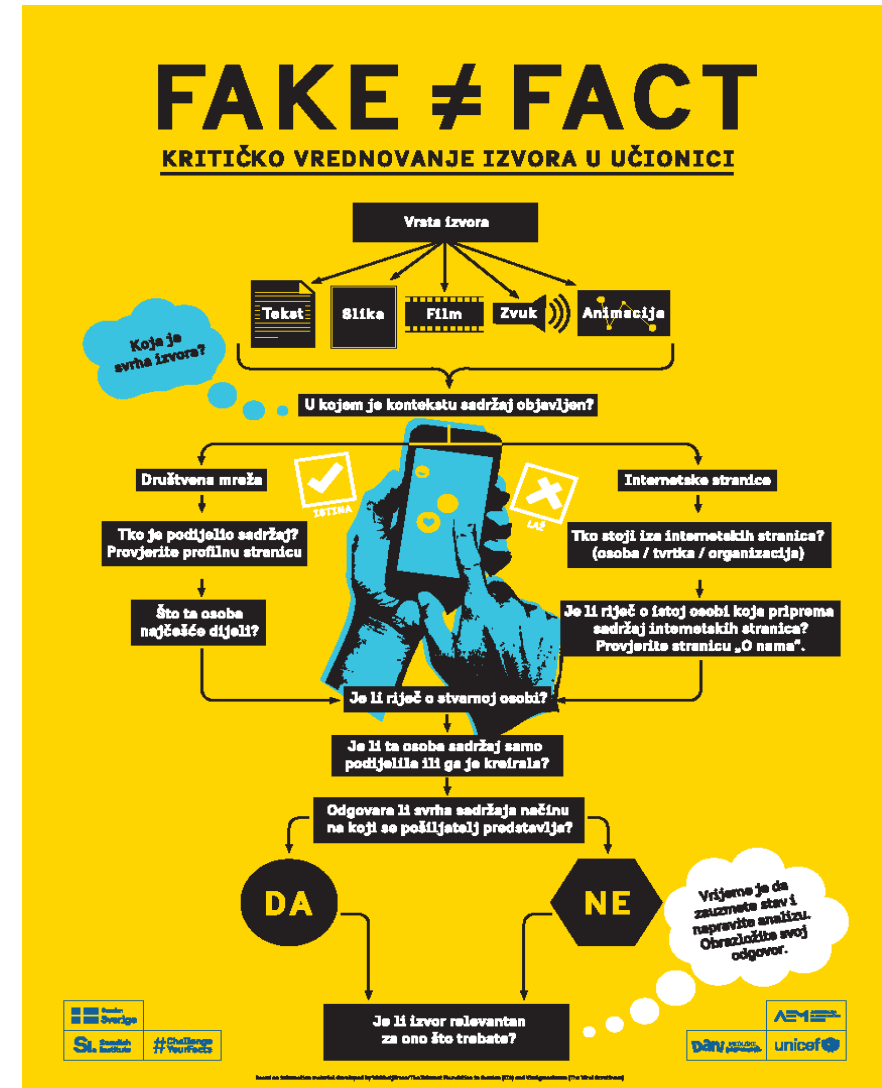 FAKE ≠ FACT
KRITIČKO VREDNOVANJE IZVORA U UČIONICI
Vrsta izvora
Tekst
Slika
Film
Zvuk
Animacija
Koja je
svrha izvora?
U kojem je kontekstu sadržaj objavljen?
Društvena mreža
ISTINA
LAŽ
Internetske stranice
Tko je podijelio sadržaj?
Provjerite profilnu stranicu
Tko stoji iza internetskih stranica?
(osoba / tvrtka / organizacija)
Što ta osoba
najčešće dijeli?
Je li riječ o istoj osobi koja priprema
sadržaj internetskih stranica?
Provjerite stranicu „O nama“.
Je li riječ o stvarnoj osobi?
Je li ta osoba sadržaj samo
podijelila ili ga je kreirala?
Odgovara li svrha sadržaja načinu
na koji se pošiljatelj predstavlja?
DA
NE
Vrijeme je da
zauzmete stav i
napravite analizu.
Obrazložite svoj
odgovor.
Je li izvor relevantan
za ono što trebate?
Sweden
Sverige
SI. Swedish
Institute
#Challenge
YourFacts
AEM
Dani
unicef